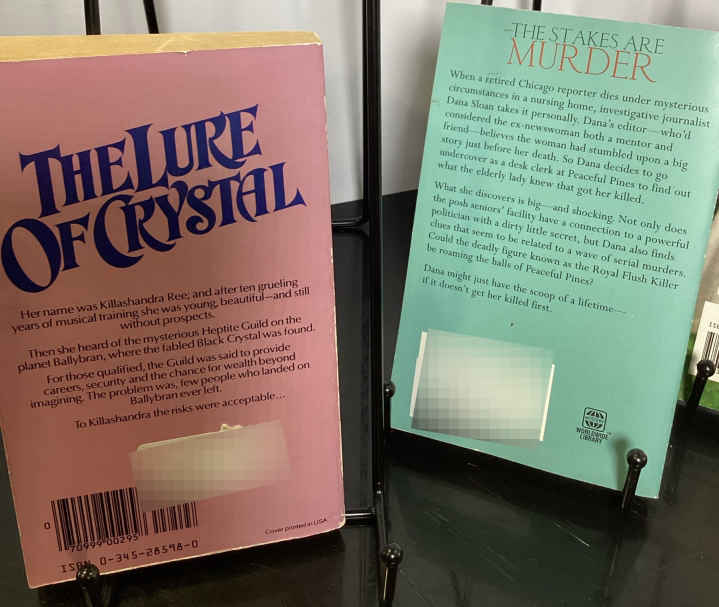 THE LURE
OF CRYSTAL
Her name was Killashandra Ree; and after ten grueling
years of musical training she was young, beautiful—and still
without prospects.
Then she heard of the mysterious Heptite Guild on the
planet Ballybran, where the fabled Black Crystal was found.
For those qualified, the Guild was said to provide
careers, security and the chance for wealth beyond
imagining. The problem was, few people who landed on
Ballybran ever left.
To Killashandra the risks were acceptable...
0
70999 00295
ISBN 0-345-28598-0
Cover printed in USA
THE STAKES ARE
MURDER
When a retired Chicago reporter dies under mysterious
circumstances in a nursing home, investigative journalist
Dana Sloan takes it personally. Dana's editor—who'd
considered the ex-newswoman both a mentor and
friend—believes the woman had stumbled upon a big
story just before her death. So Dana decides to go
undercover as a desk clerk at Peaceful Pines to find out
what the elderly lady knew that got her killed.
What she discovers is big—and shocking. Not only does
the posh seniors' facility have a connection to a powerful
politician with a dirty little secret, but Dana also finds
clues that seem to be related to a wave of serial murders.
Could the deadly figure known as the Royal Flush Killer
be roaming the halls of Peaceful Pines?
Dana might just have the scoop of a lifetime—
if it doesn't get her killed first.
WORLDWIDE
LIBRARY